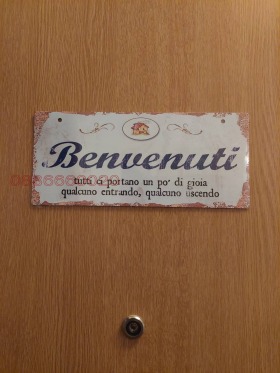 Benvenuti
tutti ci portano un po' di gioia
qualcuno entrando, qualcuno uscendo